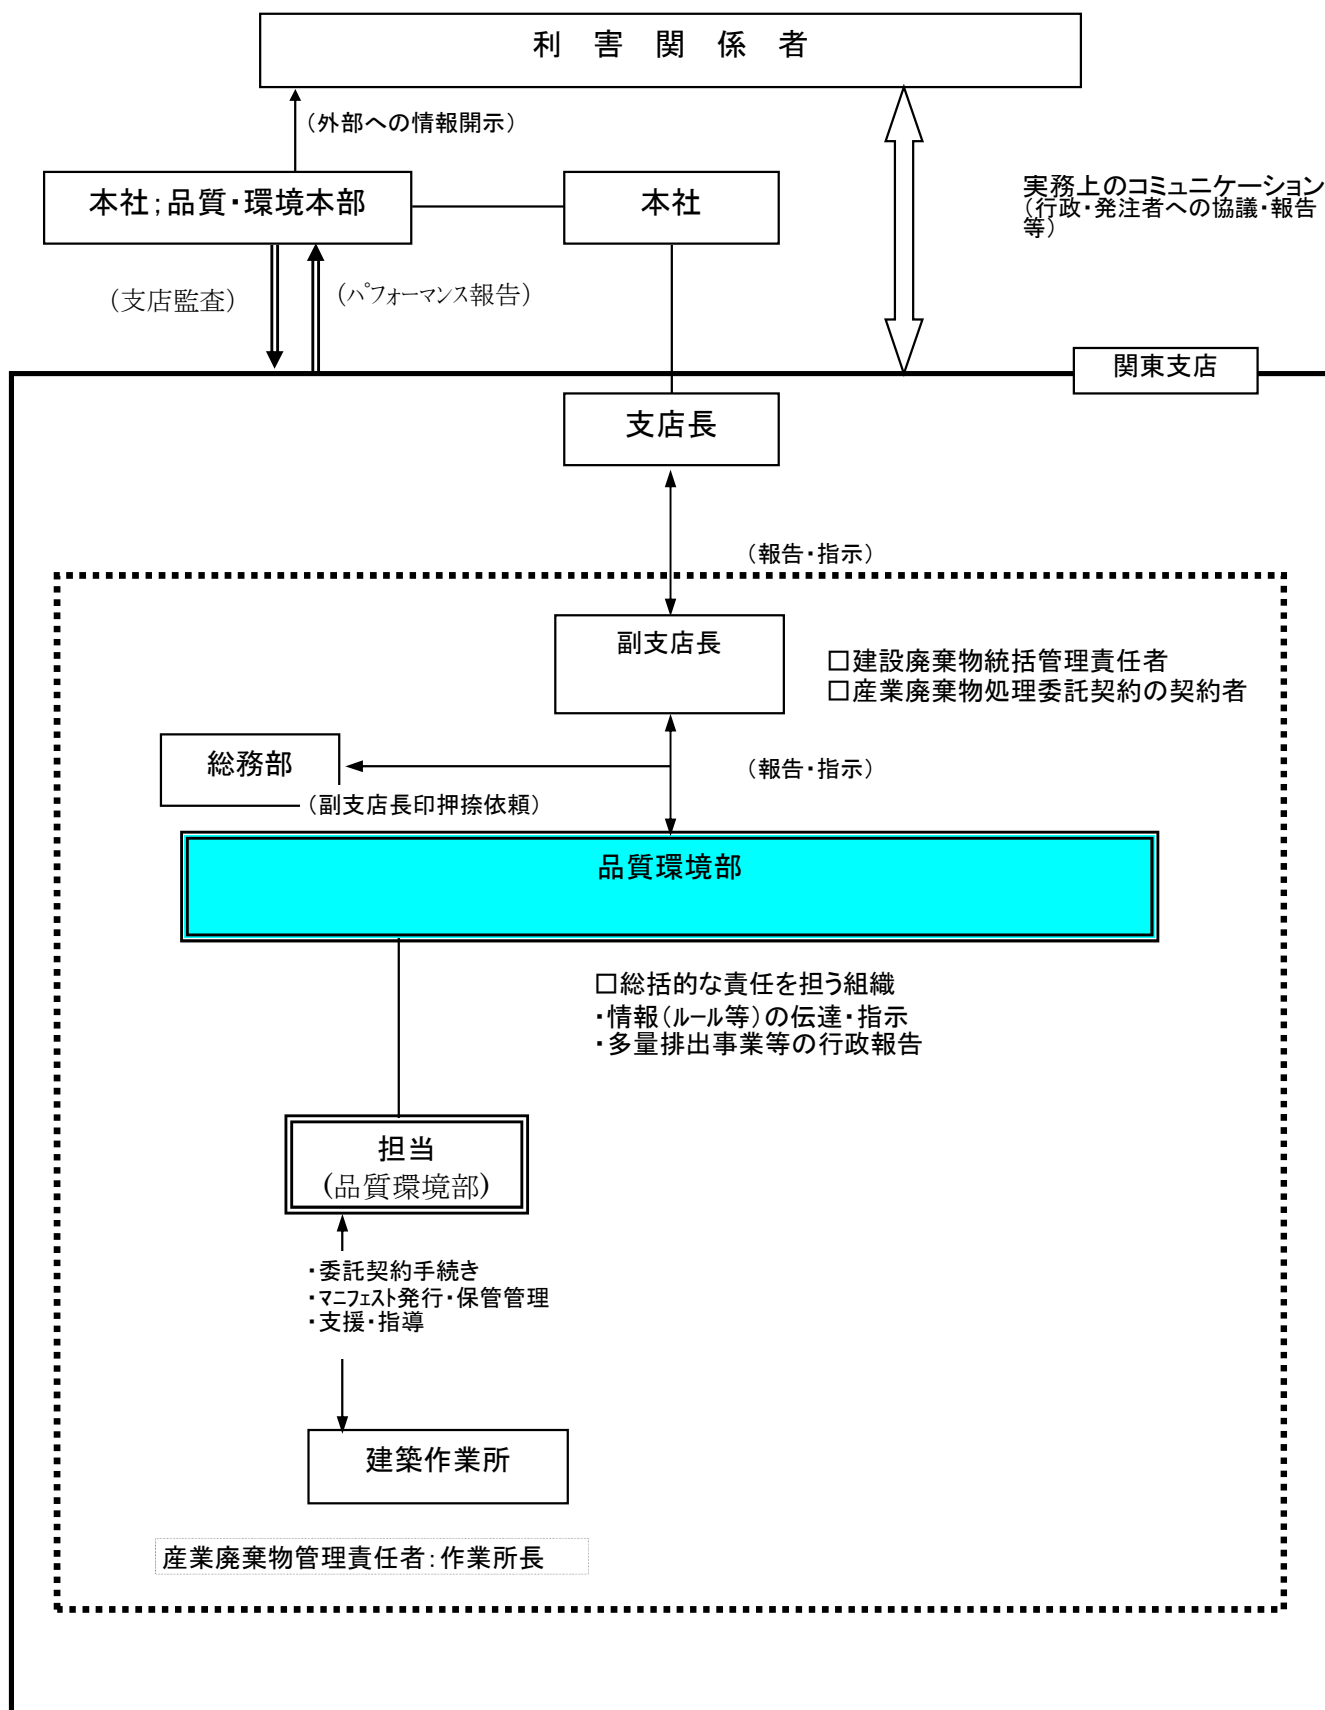 利　害　関　係　者
（外部への情報開示）
本社；品質・環境本部
本社
実務上のコミュニケーション
（行政・発注者への協議・報告
等）
（支店監査）
（ﾊﾟﾌｫｰﾏﾝｽ報告）
関東支店
支店長
（報告・指示）
副支店長
□建設廃棄物統括管理責任者
□産業廃棄物処理委託契約の契約者
総務部
（報告・指示）
（副支店長印押捺依頼）
品質環境部
□総括的な責任を担う組織
・情報（ﾙｰﾙ等）の伝達・指示
・多量排出事業等の行政報告
担当
(品質環境部)
・委託契約手続き
・ﾏﾆﾌｪｽﾄ発行・保管管理
・支援・指導
建築作業所
産業廃棄物管理責任者：作業所長